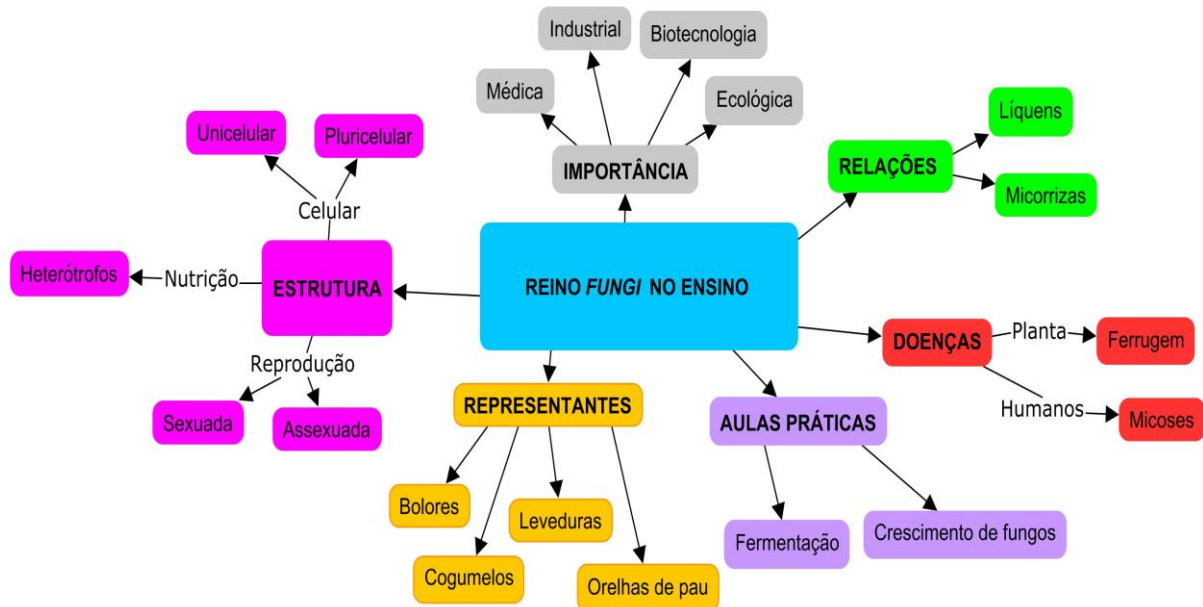 Industrial
Biotecnologia
Médica
Ecológica
IMPORTÂNCIA
Unicelular
Pluricelular
Celular
Heterótrofos
Nutrição
ESTRUTURA
Reprodução
Sexuada
Assexuada
REINO FUNGI NO ENSINO
RELAÇÕES
Líquens
Micorrizas
DOENÇAS
Planta
Ferrugem
Humanos
Micoses
REPRESENTANTES
Bolores
Cogumelos
Leveduras
Orelhas de pau
AULAS PRÁTICAS
Fermentação
Crescimento de fungos